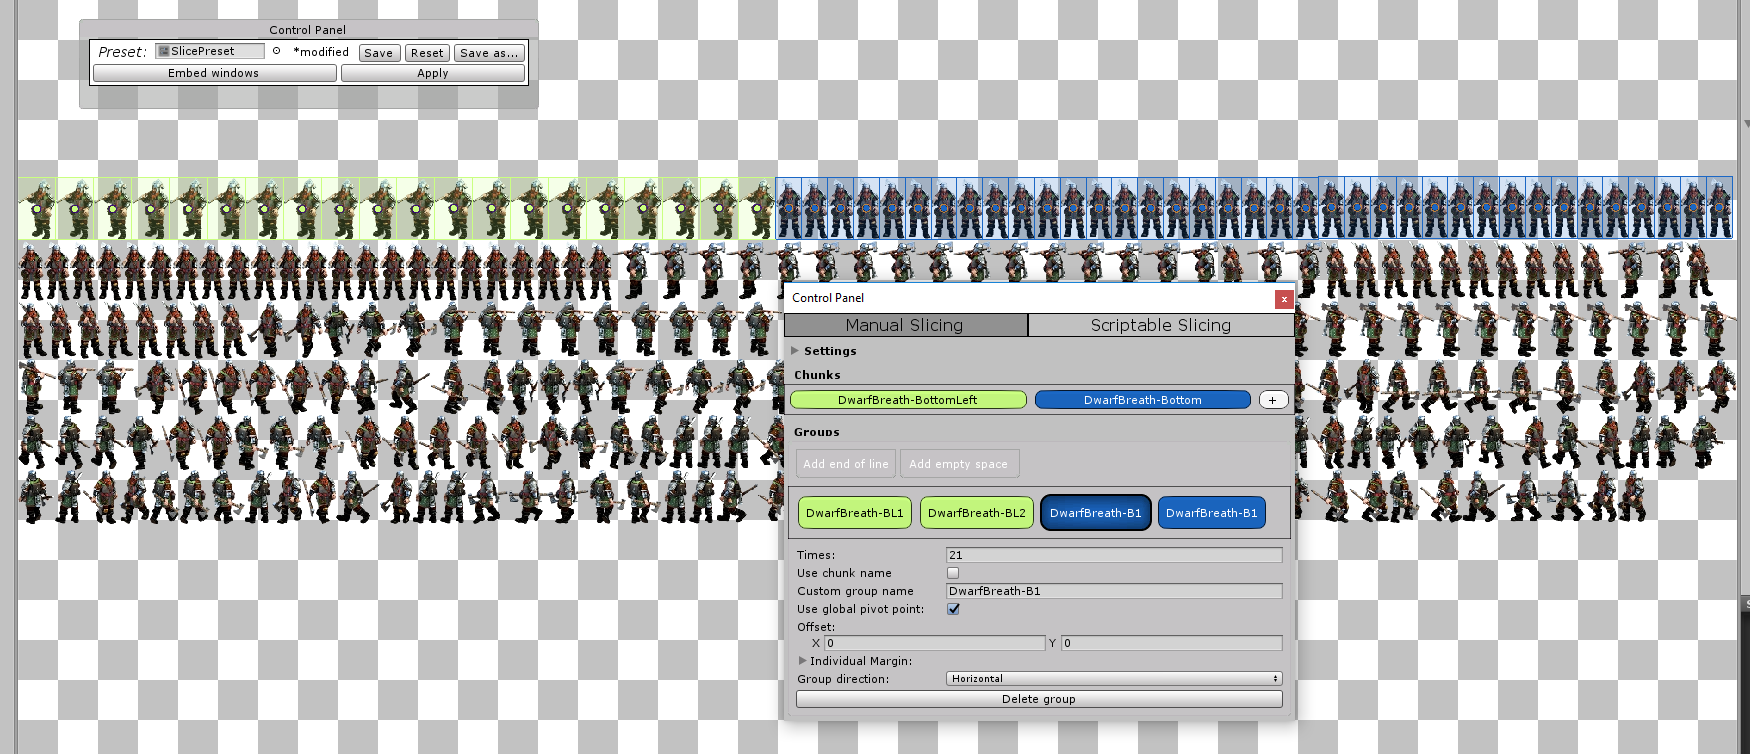 Control Panel
Preset: SlicePreset *modified Save Reset Save as...
Embed windows Apply
Control Panel x
Manual Slicing Scriptable Slicing
Settings
Chunks
DwarfBreath-BottomLeft DwarfBreath-Bottom +
Groups
Add end of line Add empty space
DwarfBreath-BL1 DwarfBreath-BL2 DwarfBreath-B1 DwarfBreath-B1
Times: 21
Use chunk name
Custom group name DwarfBreath-B1
Use global pivot point:
Offset:
X 0 Y 0
Individual Margin:
Group direction: Horizontal
Delete group